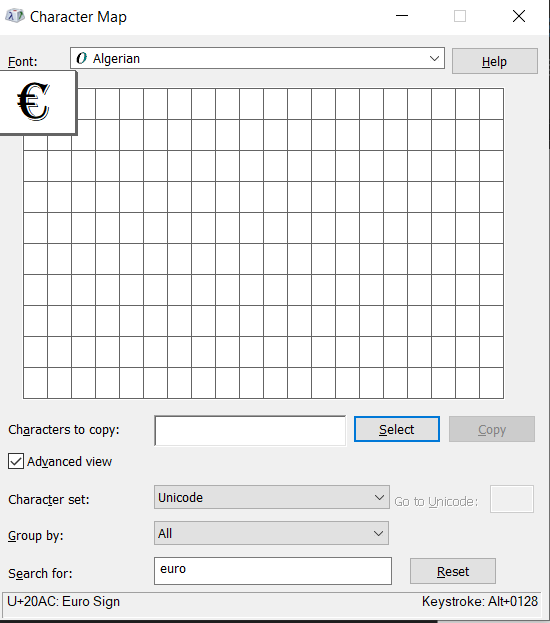 Character Map
Font: Algerian Help
€
Characters to copy: Select Copy
Advanced view
Character set: Unicode Go to Unicode:
Group by: All
Search for: euro Reset
U+20AC: Euro Sign Keystroke: Alt+0128